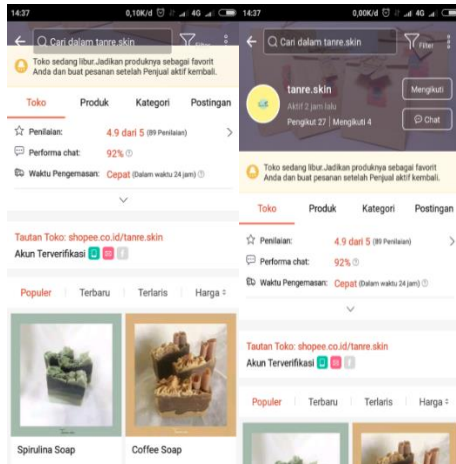 14:37
0,10K/d
4G
Cari dalam tanre.skin
Filter
Toko sedang libur.Jadikan produknya sebagai favorit
Anda dan buat pesanan setelah Penjual aktif kembali.
Toko Produk Kategori Postingan
Penilaian: 4.9 dari 5 (89 Penilaian)
Performa chat: 92%
Waktu Pengemasan: Cepat (Dalam waktu 24 jam)
Tautan Toko: shopee.co.id/tanre.skin
Akun Terverifikasi
Populer Terbaru Terlaris Harga
Spirulina Soap
Coffee Soap
14:37
0,00K/d
4G
Cari dalam tanre.skin
Filter
tanre.skin
Aktif 2 jam lalu
Pengikut 27 | Mengikuti 4
Mengikuti
Chat
Toko sedang libur.Jadikan produknya sebagai favorit
Anda dan buat pesanan setelah Penjual aktif kembali.
Toko Produk Kategori Postingan
Penilaian: 4.9 dari 5 (89 Penilaian)
Performa chat: 92%
Waktu Pengemasan: Cepat (Dalam waktu 24 jam)
Tautan Toko: shopee.co.id/tanre.skin
Akun Terverifikasi
Populer Terbaru Terlaris Harga